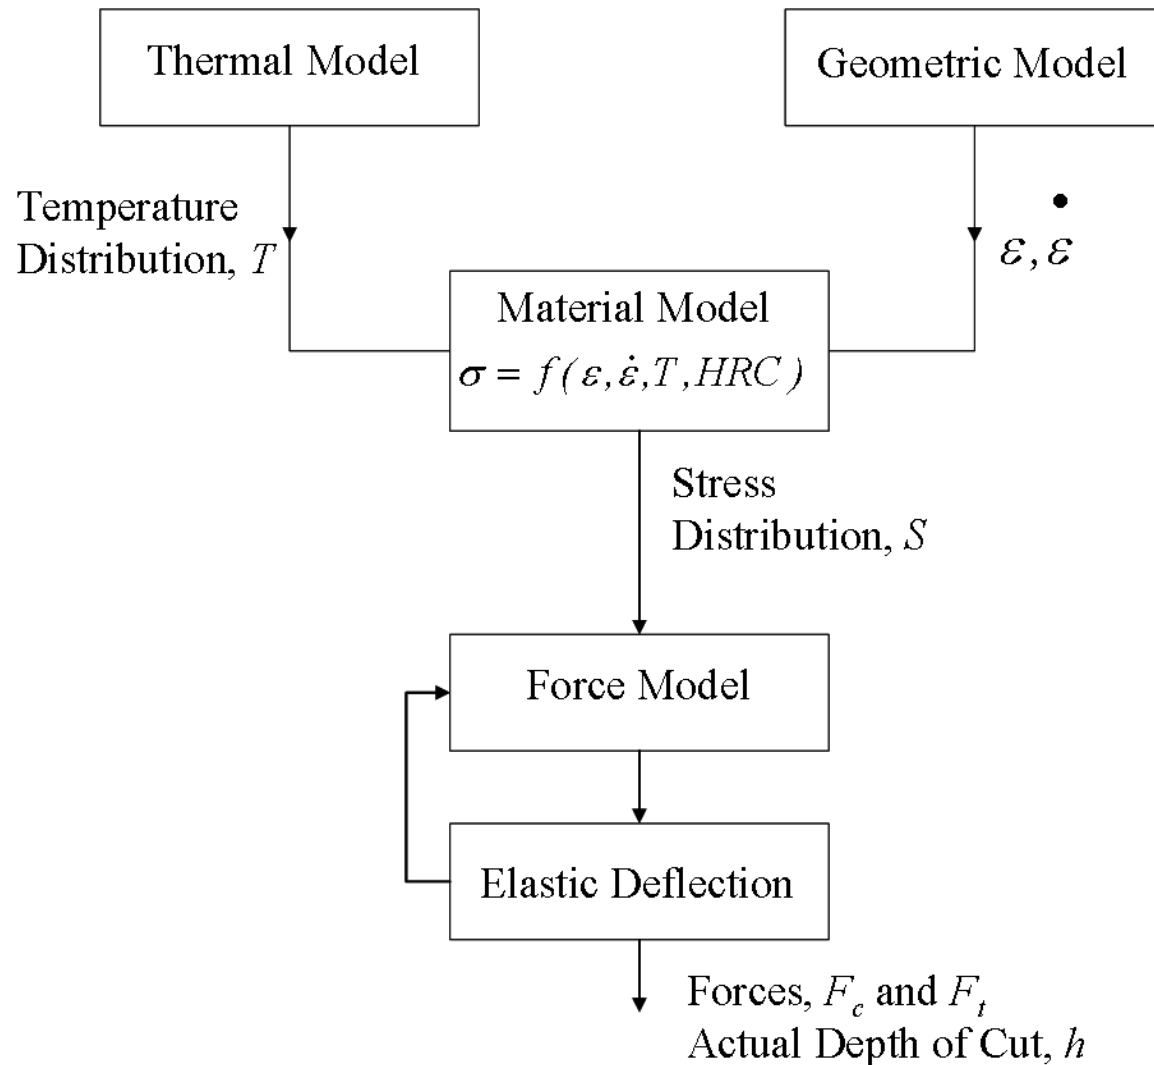 Thermal Model
Geometric Model
Temperature
Distribution, T
ε, ε̇
Material Model
σ = f(ε, ε̇, T, HRC)
Stress
Distribution, S
Force Model
Elastic Deflection
Forces, F_c and F_t
Actual Depth of Cut, h